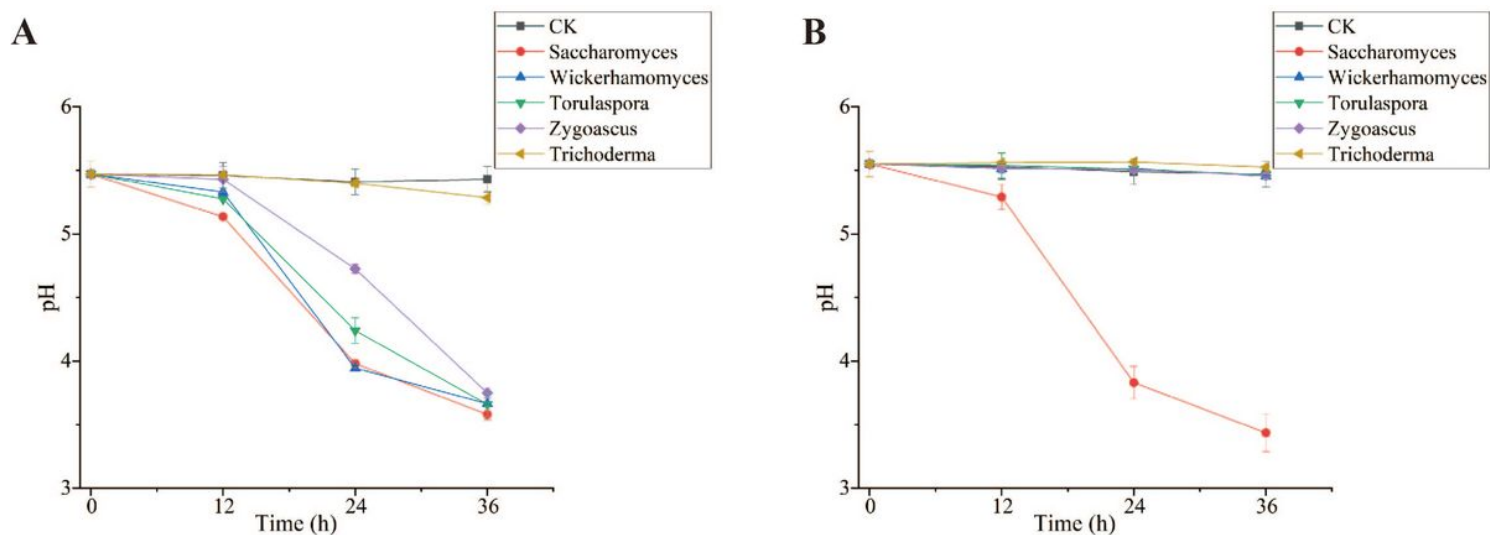 A
CK
Saccharomyces
Wickerhamomyces
Torulaspora
Zygoascus
Trichoderma
6
5
4
3
pH
0
12
24
36
Time (h)
B
CK
Saccharomyces
Wickerhamomyces
Torulaspora
Zygoascus
Trichoderma
6
5
4
3
pH
0
12
24
36
Time (h)